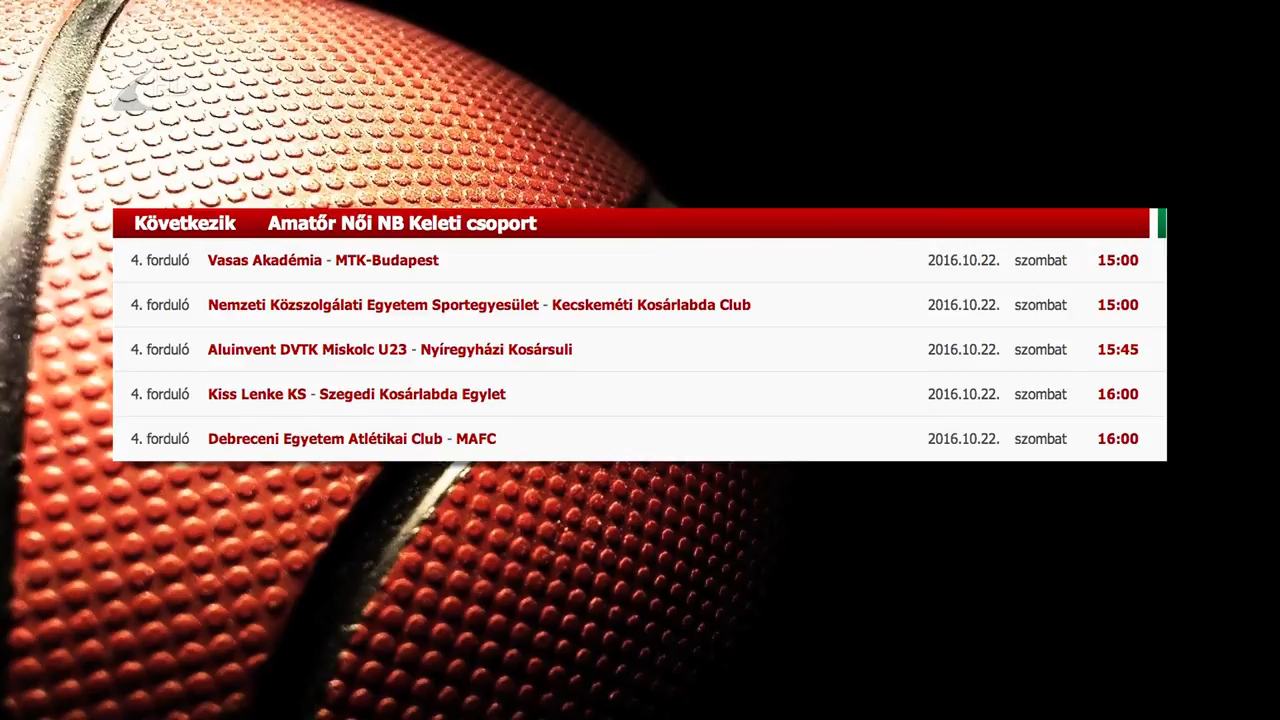 Következik Amatőr Női NB Keleti csoport
4. forduló Vasas Akadémia - MTK-Budapest 2016.10.22. szombat 15:00
4. forduló Nemzeti Közszolgálati Egyetem Sportegyesület - Kecskeméti Kosárlabda Club 2016.10.22. szombat 15:00
4. forduló Aluinvent DVTK Miskolc U23 - Nyíregyházi Kosársuli 2016.10.22. szombat 15:45
4. forduló Kiss Lenke KS - Szegedi Kosárlabda Egylet 2016.10.22. szombat 16:00
4. forduló Debreceni Egyetem Atlétikai Club - MAFC 2016.10.22. szombat 16:00